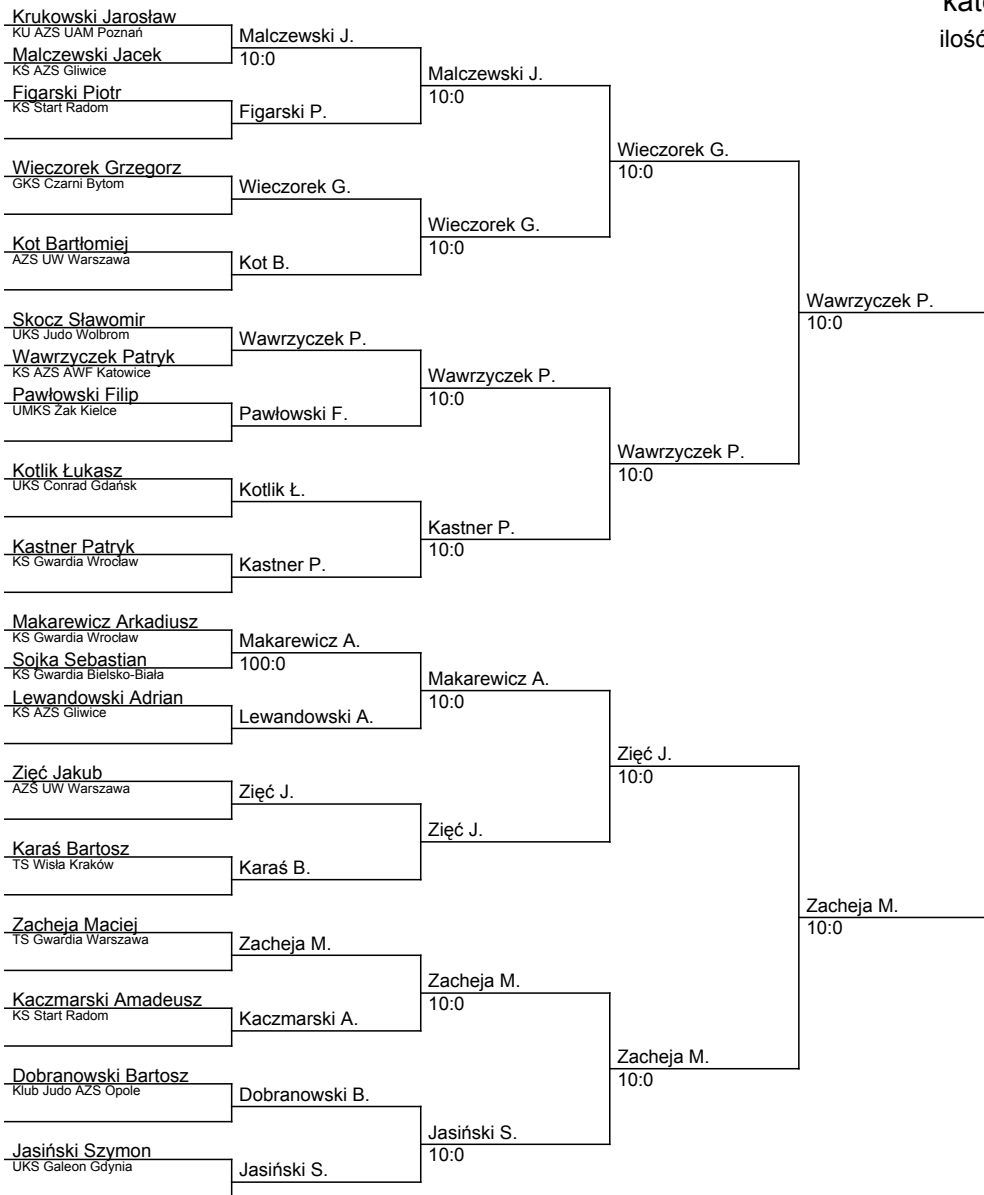 kat
ilość
Krukowski Jarosław
KU AZS UAM Poznań
Malczewski Jacek
KŚ AZS Gliwice
Figarski Piotr
KS Start Radom
Wieczorek Grzegorz
GKS Czarni Bytom
Kot Bartłomiej
AZS UW Warszawa
Skocz Sławomir
UKS Judo Wolbrom
Wawrzyczek Patryk
KS AZS AWF Katowice
Pawłowski Filip
UMKS Żak Kielce
Kotlik Łukasz
UKS Conrad Gdańsk
Kastner Patryk
KS Gwardia Wrocław
Makarewicz Arkadiusz
KS Gwardia Wrocław
Sojka Sebastian
KS Gwardia Bielsko-Biała
Lewandowski Adrian
KS AZS Gliwice
Zięć Jakub
AZS UW Warszawa
Karaś Bartosz
TS Wisła Kraków
Zacheja Maciej
TS Gwardia Warszawa
Kaczmarski Amadeusz
KS Start Radom
Dobranowski Bartosz
Klub Judo AZS Opole
Jasiński Szymon
UKS Galeon Gdynia
Malczewski J.
10:0
Figarski P.
Wieczorek G.
Kot B.
Wawrzyczek P.
Pawłowski F.
Kotlik Ł.
Kastner P.
Makarewicz A.
100:0
Lewandowski A.
Zięć J.
Karaś B.
Zacheja M.
Kaczmarski A.
Dobranowski B.
Jasiński S.
Malczewski J.
10:0
Wieczorek G.
10:0
Wawrzyczek P.
10:0
Kastner P.
10:0
Makarewicz A.
10:0
Zięć J.
Zacheja M.
10:0
Jasiński S.
10:0
Wieczorek G.
10:0
Wawrzyczek P.
10:0
Zięć J.
10:0
Zacheja M.
10:0
Wawrzyczek P.
10:0
Zacheja M.
10:0